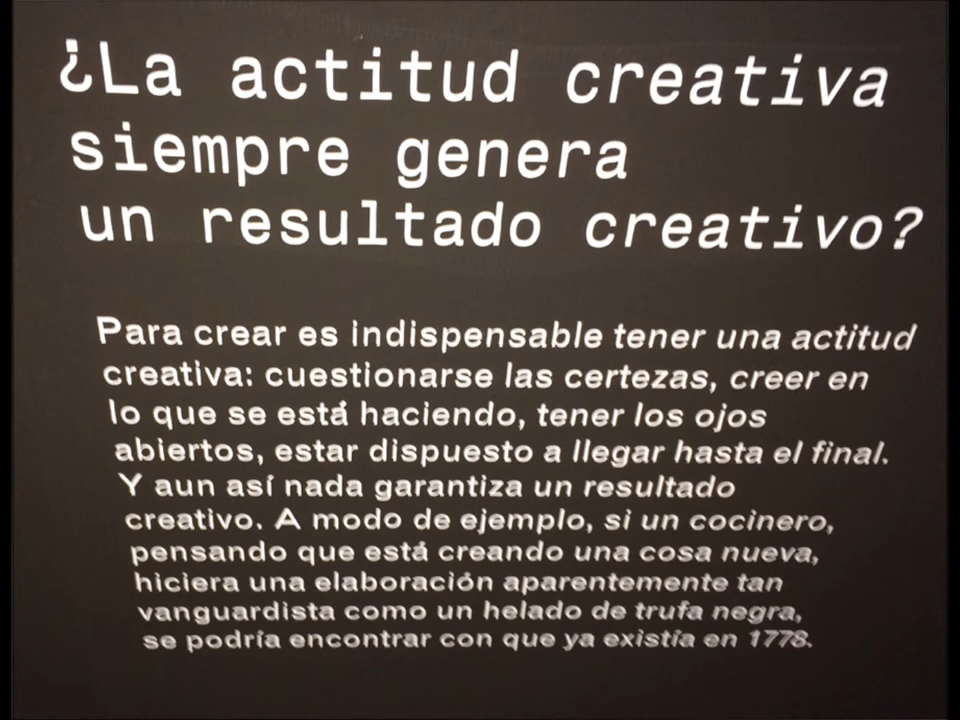 ¿La actitud creativa
siempre genera
un resultado creativo?
Para crear es indispensable tener una actitud
creativa: cuestionarse las certezas, creer en
lo que se está haciendo, tener los ojos
abiertos, estar dispuesto a llegar hasta el final.
Y aun así nada garantiza un resultado
creativo. A modo de ejemplo, si un cocinero,
pensando que está creando una cosa nueva,
hiciera una elaboración aparentemente tan
vanguardista como un helado de trufa negra,
se podría encontrar con que ya existía en 1778.